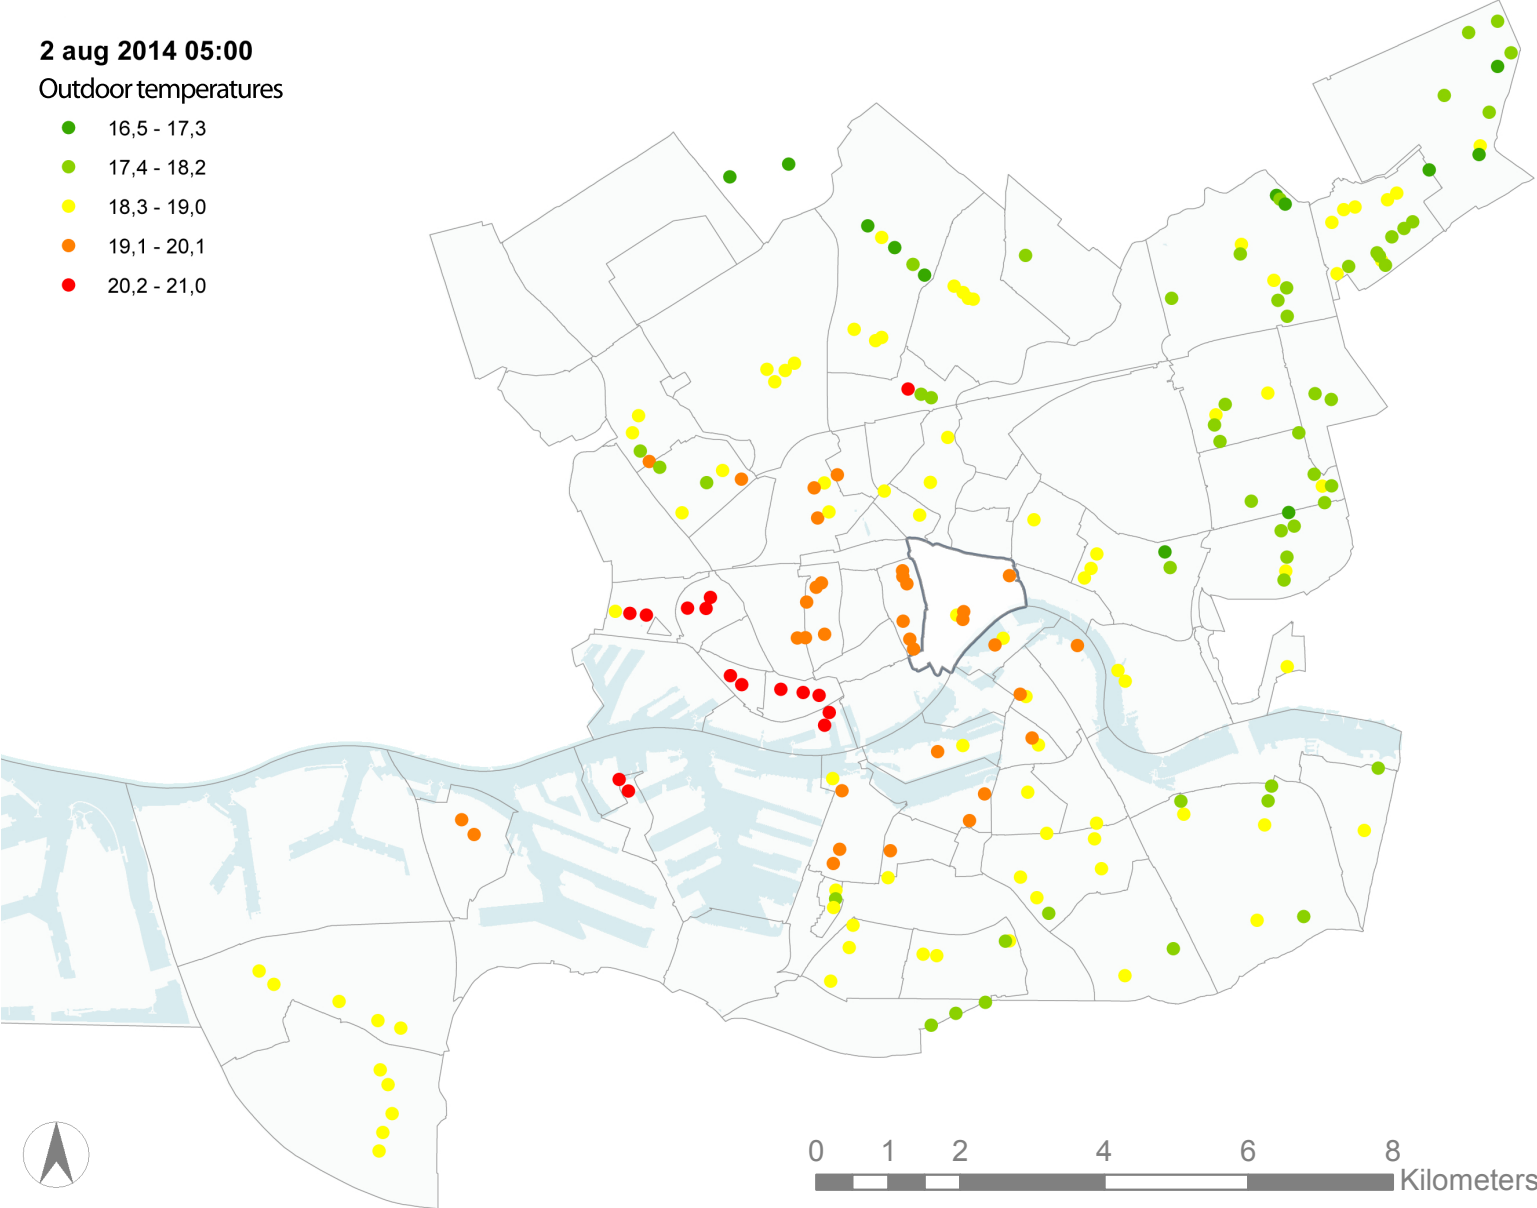 2 aug 2014 05:00
Outdoor temperatures
16,5 - 17,3
17,4 - 18,2
18,3 - 19,0
19,1 - 20,1
20,2 - 21,0
0 1 2 4 6 8
Kilometers